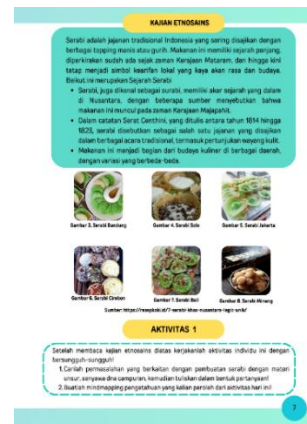 KAJIAN ETNOSAINS
Serabi adalah jajanan tradisional Indonesia yang sering disajikan dengan
berbagai topping manis atau gurih. Makanan ini memiliki sejarah panjang,
diperkirakan sudah ada sejak zaman Kerajaan Mataram, dan hingga kini
tetap menjadi simbol kearifan lokal yang kaya akan rasa dan budaya.
Beikut ini merupakan Sejarah Serabi
• Serabi, juga dikenal sebagai surabi, memiliki akar sejarah yang dalam
di Nusantara, dengan beberapa sumber menyebutkan bahwa
makanan ini muncul pada zaman Kerajaan Majapahit.
• Dalam catatan Serat Centhini, yang ditulis antara tahun 1814 hingga
1823, serabi disebutkan sebagai salah satu jajanan yang disajikan
dalam berbagai acara tradisional, termasuk pertunjukan wayang kulit.
• Makanan ini menjadi bagian dari budaya kuliner di berbagai daerah,
dengan variasi yang berbeda-beda.
Gambar 3. Serabi Bandung
Gambar 4. Serabi Solo
Gambar 5. Serabi Jakarta
Gambar 6. Serabi Cirebon
Gambar 7. Serabi Bali
Gambar 8. Serabi Minang
AKTIVITAS 1
Setelah membaca kajian etnosains diatas kerjakanlah aktivitas individu ini dengan
bersungguh-sungguh!
1. Carilah permasalahan yang berkaitan dengan pembuatan serabi dengan materi
unsur, senyawa dna campuran, kemudian tuliskan dalam bentuk pertanyaan!
2. Buatlah mindmapping pengetahuan yang kalian peroleh dari aktivitas hari ini!
7